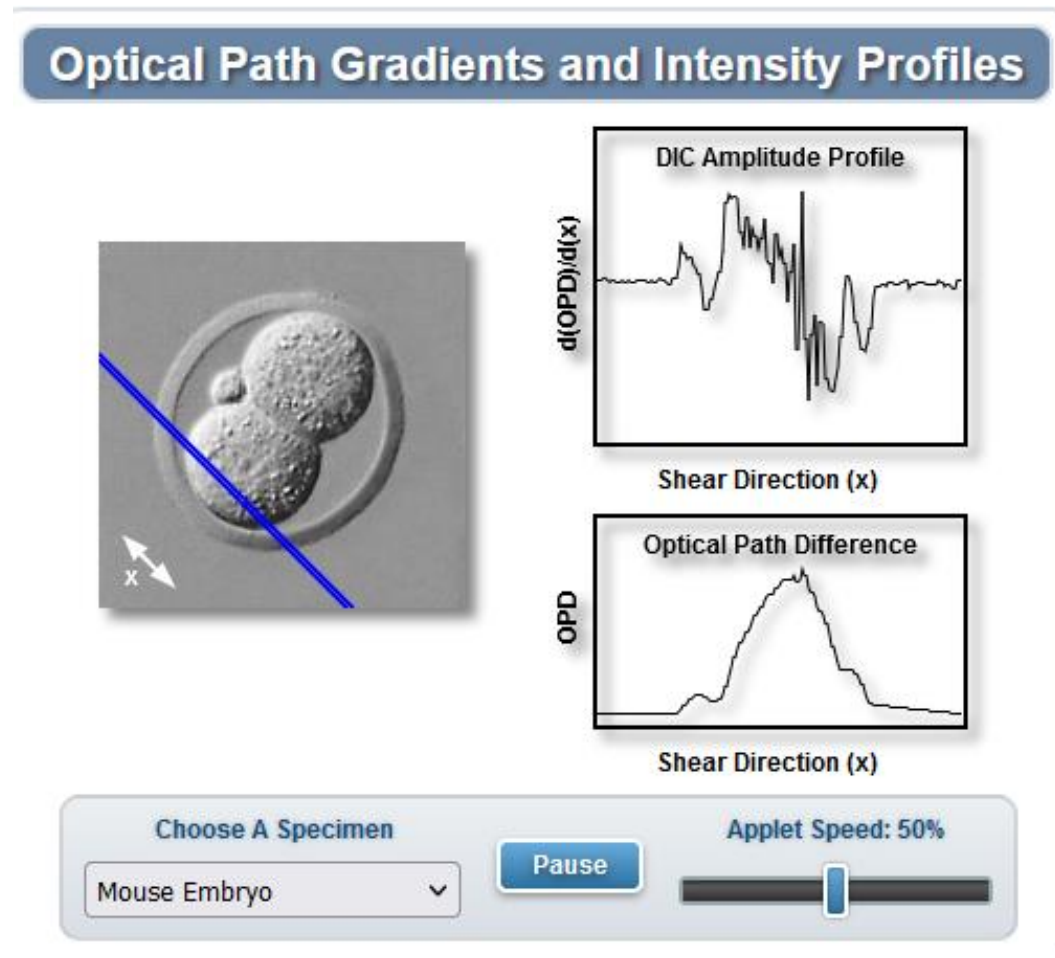 Optical Path Gradients and Intensity Profiles
DIC Amplitude Profile
d(OPD)/d(x)
Shear Direction (x)
x
Optical Path Difference
OPD
Shear Direction (x)
Choose A Specimen
Mouse Embryo
Pause
Applet Speed: 50%